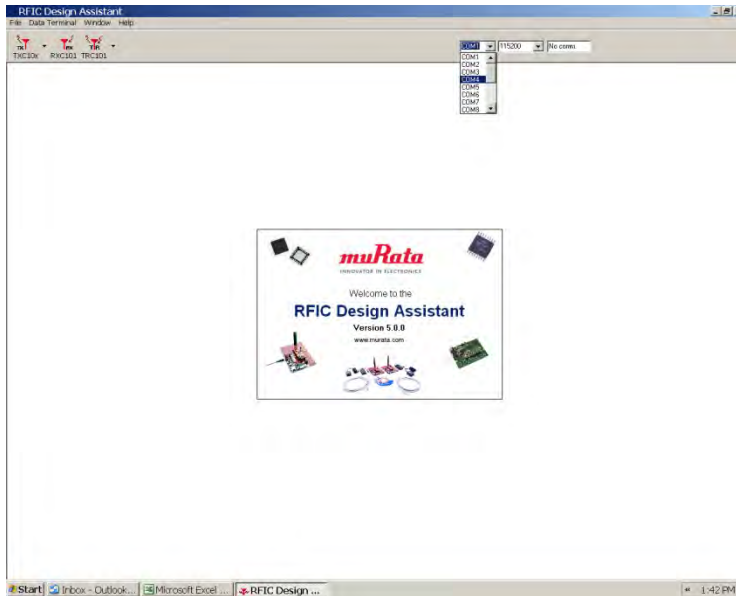 RFIC Design Assistant
File Data Terminal Window Help
TXC10x RXC101 TRC101
COM1 115200 No comm.
COM1
COM2
COM3
COM4
COM5
COM6
COM7
COM8
muRata
INNOVATOR IN ELECTRONICS
Welcome to the
RFIC Design Assistant
Version 5.0.0
www.murata.com
Start Inbox - Outlook... Microsoft Excel ... RFIC Design ... 1:42 PM